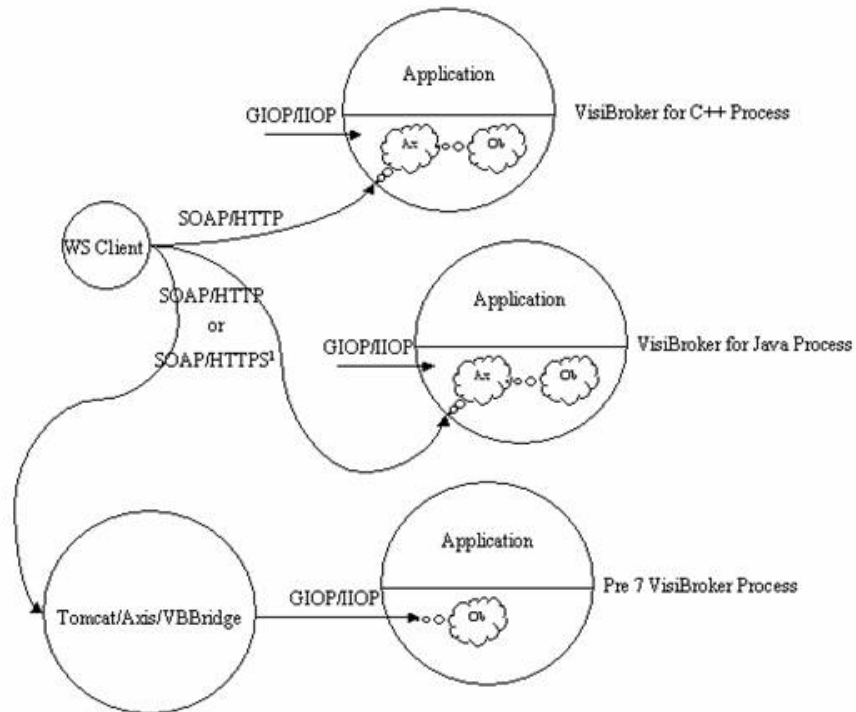 Application
GIOP/IIOP
VisiBroker for C++ Process
Ax
Ob
SOAP/HTTP
WS Client
SOAP/HTTP
or
SOAP/HTTPS¹
Application
GIOP/IIOP
VisiBroker for Java Process
Ax
Ob
Application
Pre 7 VisiBroker Process
GIOP/IIOP
Tomcat/Axis/VBBridge
Ob